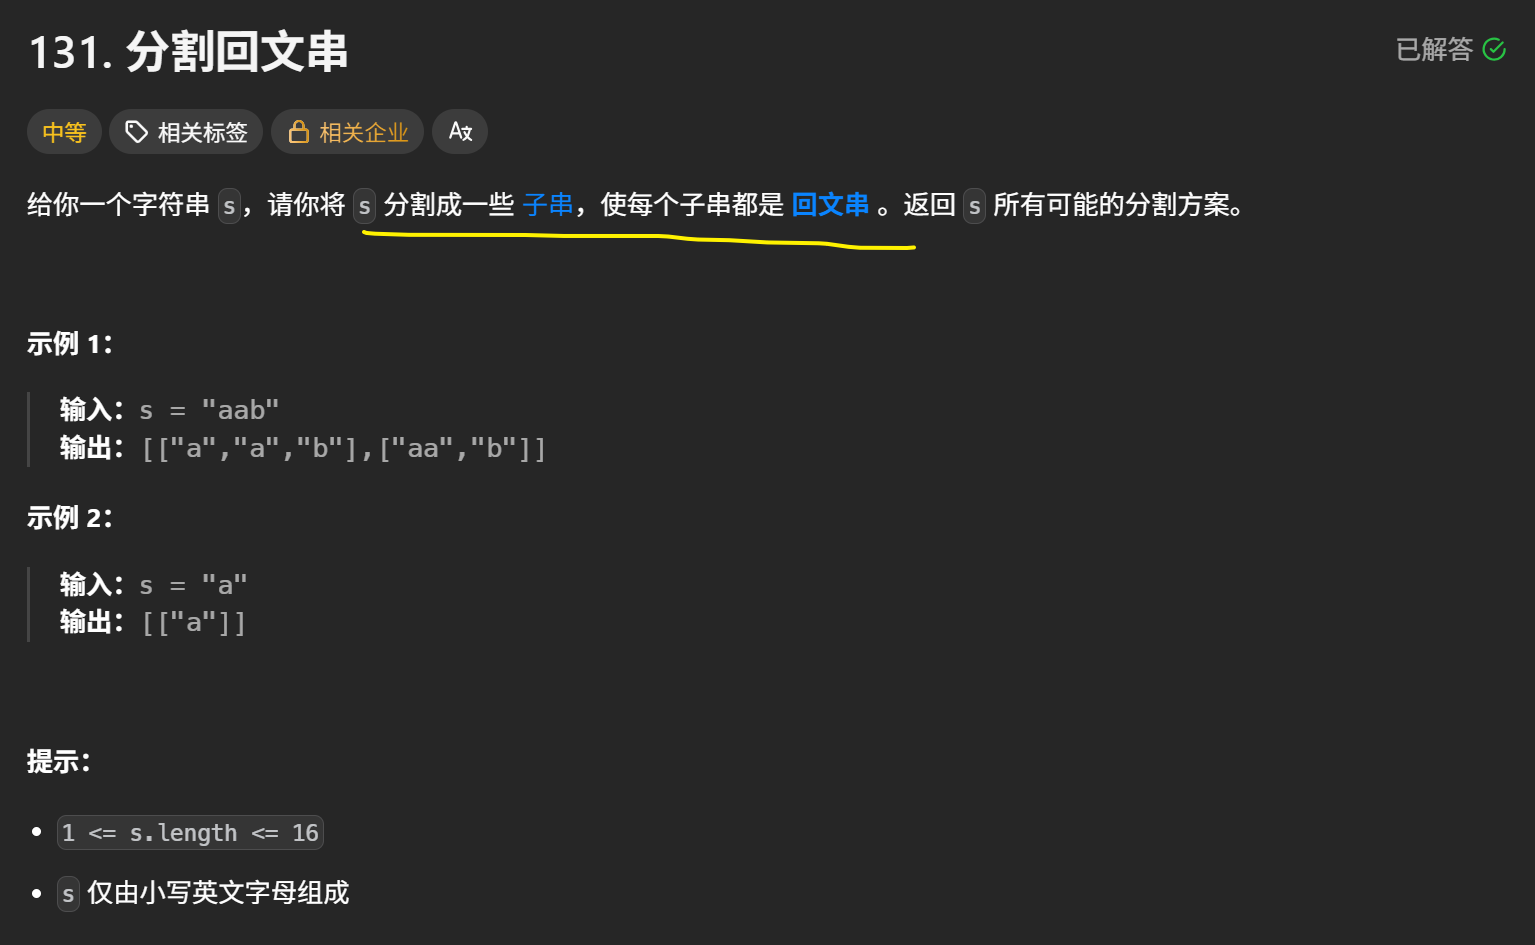 131. 分割回文串
已解答
中等 相关标签 相关企业
给你一个字符串 s，请你将 s 分割成一些 子串，使每个子串都是 回文串 。返回 s 所有可能的分割方案。
示例 1：
输入：s = "aab"
输出：[["a","a","b"],["aa","b"]]
示例 2：
输入：s = "a"
输出：[["a"]]
提示：
• 1 <= s.length <= 16
• s 仅由小写英文字母组成